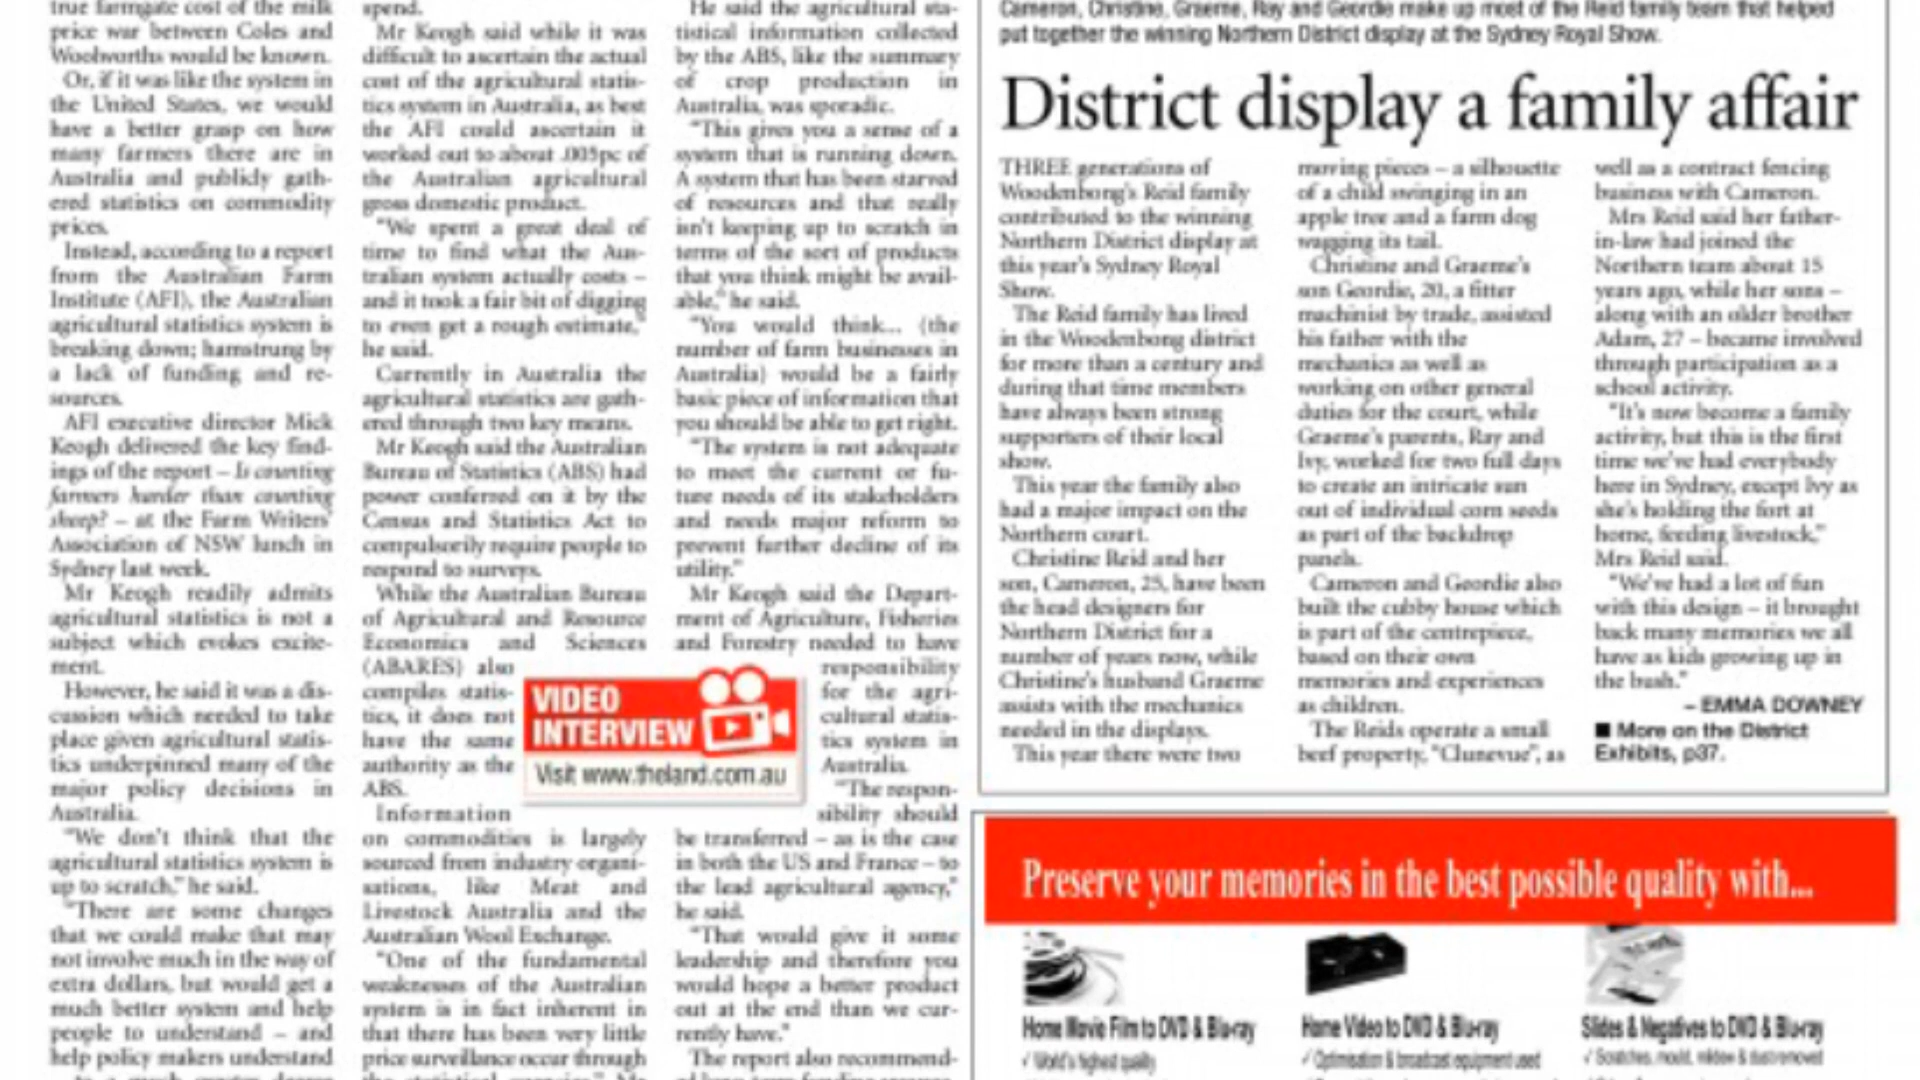 true farmgate cost of the milk
price war between Coles and
Woolworths would be known.
Or, if it was like the system in
the United States, we would
have a better grasp on how
many farmers there are in
Australia and publicly gath-
ered statistics on commodity
prices.
Instead, according to a report
from the Australian Farm
Institute (AFI), the Australian
agricultural statistics system is
breaking down; hamstrung by
a lack of funding and re-
sources.
AFI executive director Mick
Keogh delivered the key find-
ings of the report – Is counting
farmers harder than counting
sheep? – at the Farm Writers'
Association of NSW lunch in
Sydney last week.
Mr Keogh readily admits
agricultural statistics is not a
subject which evokes excite-
ment.
However, he said it was a dis-
cussion which needed to take
place given agricultural statis-
tics underpinned many of the
major policy decisions in
Australia.
"We don't think that the
agricultural statistics system is
up to scratch," he said.
"There are some changes
that we could make that may
not involve much in the way of
extra dollars, but would get a
much better system and help
people to understand – and
help policy makers understand
spend.
Mr Keogh said while it was
difficult to ascertain the actual
cost of the agricultural statis-
tics system in Australia, as best
the AFI could ascertain it
worked out to about .005pc of
the Australian agricultural
gross domestic product.
"We spent a great deal of
time to find what the Aus-
tralian system actually costs –
and it took a fair bit of digging
to even get a rough estimate,"
he said.
Currently in Australia the
agricultural statistics are gath-
ered through two key means.
Mr Keogh said the Australian
Bureau of Statistics (ABS) had
power conferred on it by the
Census and Statistics Act to
compulsorily require people to
respond to surveys.
While the Australian Bureau
of Agricultural and Resource
Economics and Sciences
(ABARES) also
compiles statis-
tics, it does not
have the same
authority as the
ABS.
Information
on commodities is largely
sourced from industry organi-
sations, like Meat and
Livestock Australia and the
Australian Wool Exchange.
"One of the fundamental
weaknesses of the Australian
system is in fact inherent in
that there has been very little
price surveillance occur through
VIDEO
INTERVIEW
Visit www.theland.com.au
He said the agricultural sta-
tistical information collected
by the ABS, like the summary
of crop production in
Australia, was sporadic.
"This gives you a sense of a
system that is running down.
A system that has been starved
of resources and that really
isn't keeping up to scratch in
terms of the sort of products
that you think might be avail-
able," he said.
"You would think... (the
number of farm businesses in
Australia) would be a fairly
basic piece of information that
you should be able to get right.
"The system is not adequate
to meet the current or fu-
ture needs of its stakeholders
and needs major reform to
prevent further decline of its
utility."
Mr Keogh said the Depart-
ment of Agriculture, Fisheries
and Forestry needed to have
responsibility
for the agri-
cultural statis-
tics system in
Australia.
"The respon-
sibility should
be transferred – as is the case
in both the US and France – to
the lead agricultural agency,"
he said.
"That would give it some
leadership and therefore you
would hope a better product
out at the end than we cur-
rently have."
The report also recommend-
Cameron, Christine, Graeme, Ray and Geordie make up most of the Reid family team that helped
put together the winning Northern District display at the Sydney Royal Show.
District display a family affair
THREE generations of
Woodenbong's Reid family
contributed to the winning
Northern District display at
this year's Sydney Royal
Show.
The Reid family has lived
in the Woodenbong district
for more than a century and
during that time members
have always been strong
supporters of their local
show.
This year the family also
had a major impact on the
Northern court.
Christine Reid and her
son, Cameron, 25, have been
the head designers for
Northern District for a
number of years now, while
Christine's husband Graeme
assists with the mechanics
needed in the displays.
This year there were two
moving pieces – a silhouette
of a child swinging in an
apple tree and a farm dog
wagging its tail.
Christine and Graeme's
son Geordie, 20, a fitter
machinist by trade, assisted
his father with the
mechanics as well as
working on other general
duties for the court, while
Graeme's parents, Ray and
Ivy, worked for two full days
to create an intricate sun
out of individual corn seeds
as part of the backdrop
panels.
Cameron and Geordie also
built the cubby house which
is part of the centrepiece,
based on their own
memories and experiences
as children.
The Reids operate a small
beef property, "Clunevue", as
well as a contract fencing
business with Cameron.
Mrs Reid said her father-
in-law had joined the
Northern team about 15
years ago, while her sons –
along with an older brother
Adam, 27 – became involved
through participation as a
school activity.
"It's now become a family
activity, but this is the first
time we've had everybody
here in Sydney, except Ivy as
she's holding the fort at
home, feeding livestock,"
Mrs Reid said.
"We've had a lot of fun
with this design – it brought
back many memories we all
have as kids growing up in
the bush."
– EMMA DOWNEY
■ More on the District
Exhibits, p37.
Preserve your memories in the best possible quality with...
Home Movie Film to DVD & Blu-ray
✓ World's highest quality
Home Video to DVD & Blu-ray
✓ Optimisation & broadcast equipment used
Slides & Negatives to DVD & Blu-ray
✓ Scratches, mould, mildew & dust removed